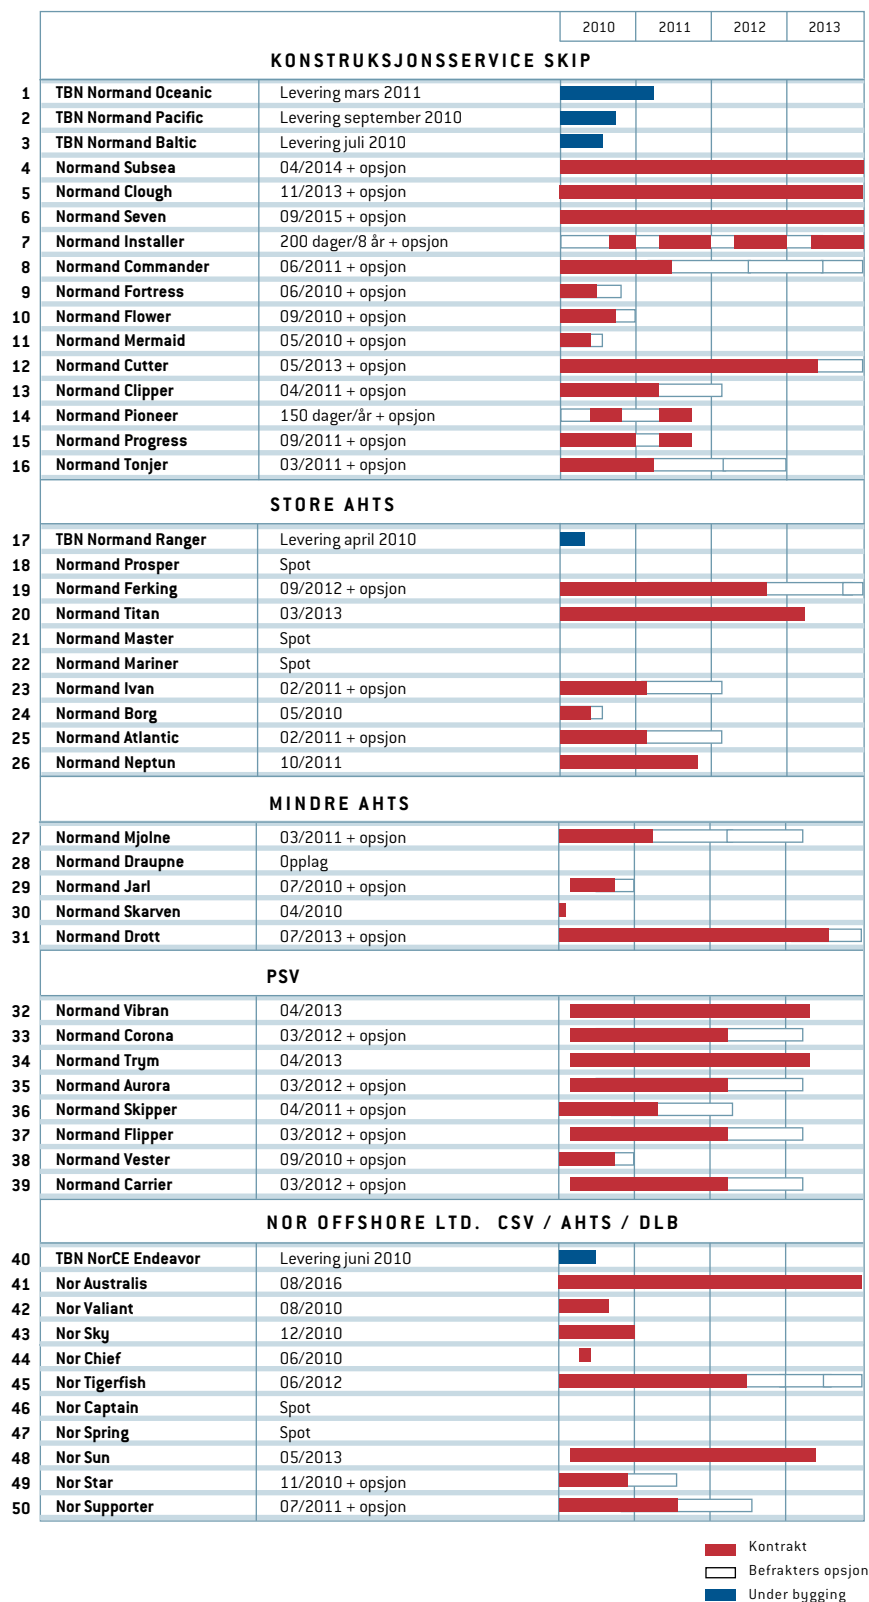 2010 2011 2012 2013
KONSTRUKSJONSSERVICE SKIP
1 TBN Normand Oceanic Levering mars 2011
2 TBN Normand Pacific Levering september 2010
3 TBN Normand Baltic Levering juli 2010
4 Normand Subsea 04/2014 + opsjon
5 Normand Clough 11/2013 + opsjon
6 Normand Seven 09/2015 + opsjon
7 Normand Installer 200 dager/8 år + opsjon
8 Normand Commander 06/2011 + opsjon
9 Normand Fortress 06/2010 + opsjon
10 Normand Flower 09/2010 + opsjon
11 Normand Mermaid 05/2010 + opsjon
12 Normand Cutter 05/2013 + opsjon
13 Normand Clipper 04/2011 + opsjon
14 Normand Pioneer 150 dager/år + opsjon
15 Normand Progress 09/2011 + opsjon
16 Normand Tonjer 03/2011 + opsjon
STORE AHTS
17 TBN Normand Ranger Levering april 2010
18 Normand Prosper Spot
19 Normand Ferking 09/2012 + opsjon
20 Normand Titan 03/2013
21 Normand Master Spot
22 Normand Mariner Spot
23 Normand Ivan 02/2011 + opsjon
24 Normand Borg 05/2010
25 Normand Atlantic 02/2011 + opsjon
26 Normand Neptun 10/2011
MINDRE AHTS
27 Normand Mjolne 03/2011 + opsjon
28 Normand Draupne Opplag
29 Normand Jarl 07/2010 + opsjon
30 Normand Skarven 04/2010
31 Normand Drott 07/2013 + opsjon
PSV
32 Normand Vibran 04/2013
33 Normand Corona 03/2012 + opsjon
34 Normand Trym 04/2013
35 Normand Aurora 03/2012 + opsjon
36 Normand Skipper 04/2011 + opsjon
37 Normand Flipper 03/2012 + opsjon
38 Normand Vester 09/2010 + opsjon
39 Normand Carrier 03/2012 + opsjon
NOR OFFSHORE LTD. CSV / AHTS / DLB
40 TBN NorCE Endeavor Levering juni 2010
41 Nor Australis 08/2016
42 Nor Valiant 08/2010
43 Nor Sky 12/2010
44 Nor Chief 06/2010
45 Nor Tigerfish 06/2012
46 Nor Captain Spot
47 Nor Spring Spot
48 Nor Sun 05/2013
49 Nor Star 11/2010 + opsjon
50 Nor Supporter 07/2011 + opsjon
Kontrakt
Befrakters opsjon
Under bygging